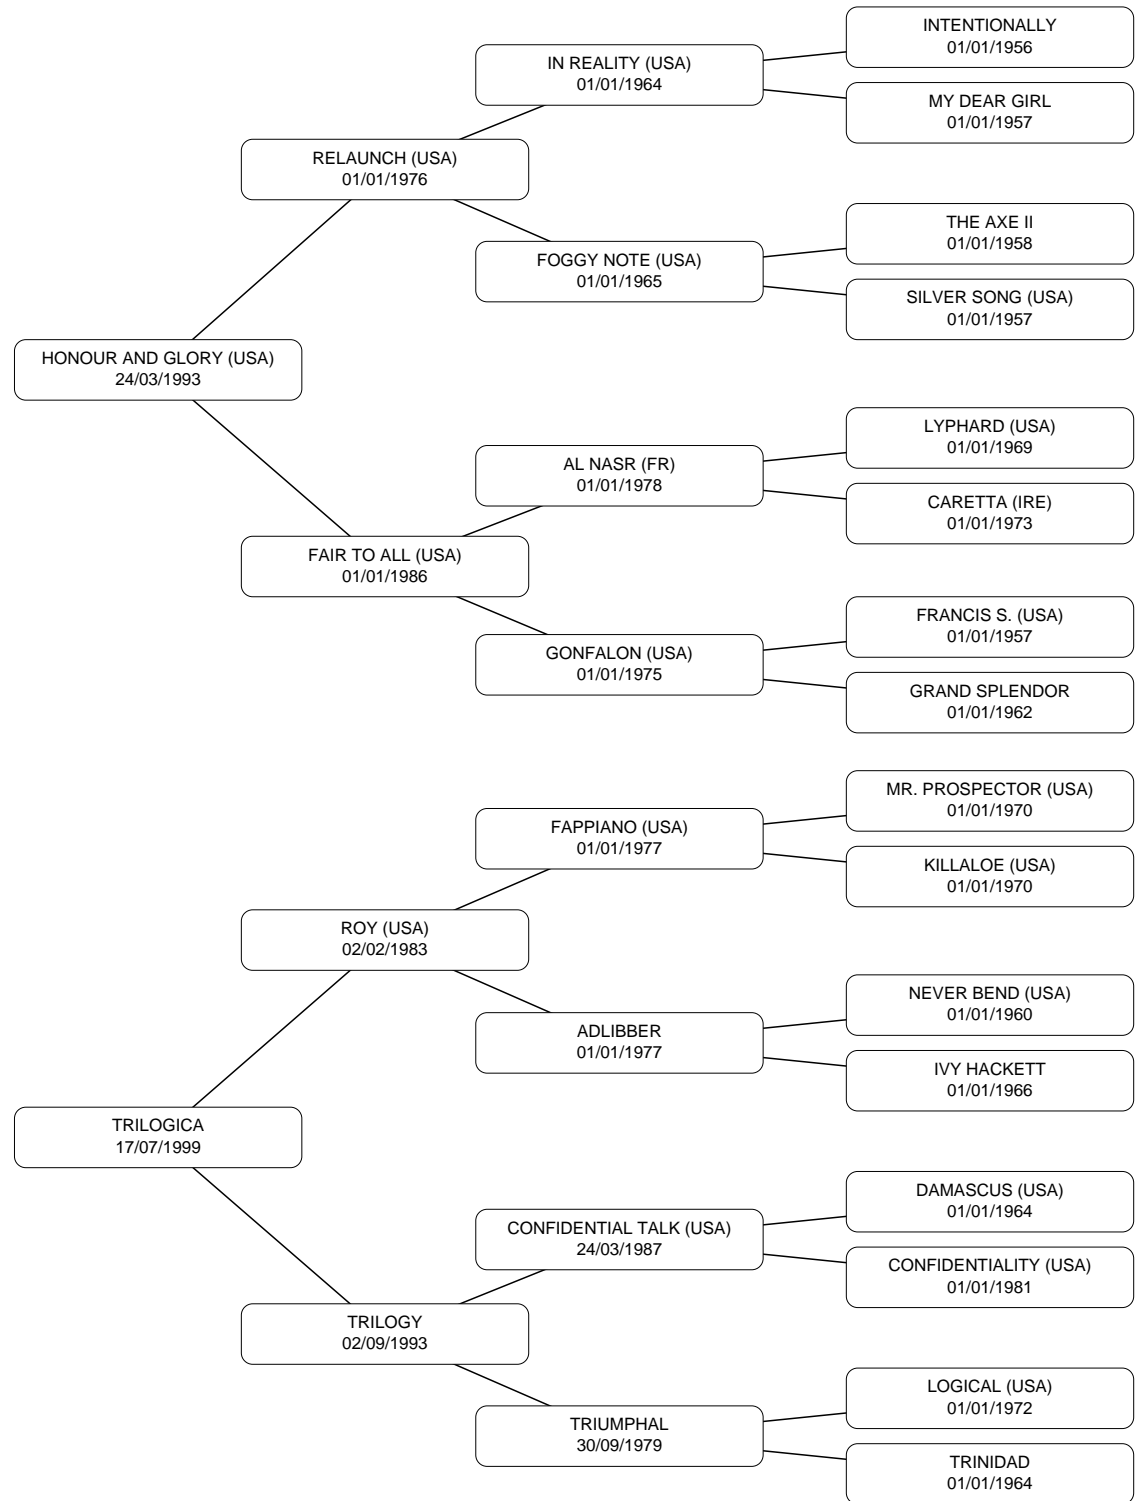 INTENTIONALLY
01/01/1956
IN REALITY (USA)
01/01/1964
MY DEAR GIRL
01/01/1957
RELAUNCH (USA)
01/01/1976
THE AXE II
01/01/1958
FOGGY NOTE (USA)
01/01/1965
SILVER SONG (USA)
01/01/1957
HONOUR AND GLORY (USA)
24/03/1993
LYPHARD (USA)
01/01/1969
AL NASR (FR)
01/01/1978
CARETTA (IRE)
01/01/1973
FAIR TO ALL (USA)
01/01/1986
FRANCIS S. (USA)
01/01/1957
GONFALON (USA)
01/01/1975
GRAND SPLENDOR
01/01/1962
MR. PROSPECTOR (USA)
01/01/1970
FAPPIANO (USA)
01/01/1977
KILLALOE (USA)
01/01/1970
ROY (USA)
02/02/1983
NEVER BEND (USA)
01/01/1960
ADLIBBER
01/01/1977
IVY HACKETT
01/01/1966
TRILOGICA
17/07/1999
DAMASCUS (USA)
01/01/1964
CONFIDENTIAL TALK (USA)
24/03/1987
CONFIDENTIALITY (USA)
01/01/1981
TRILOGY
02/09/1993
LOGICAL (USA)
01/01/1972
TRIUMPHAL
30/09/1979
TRINIDAD
01/01/1964